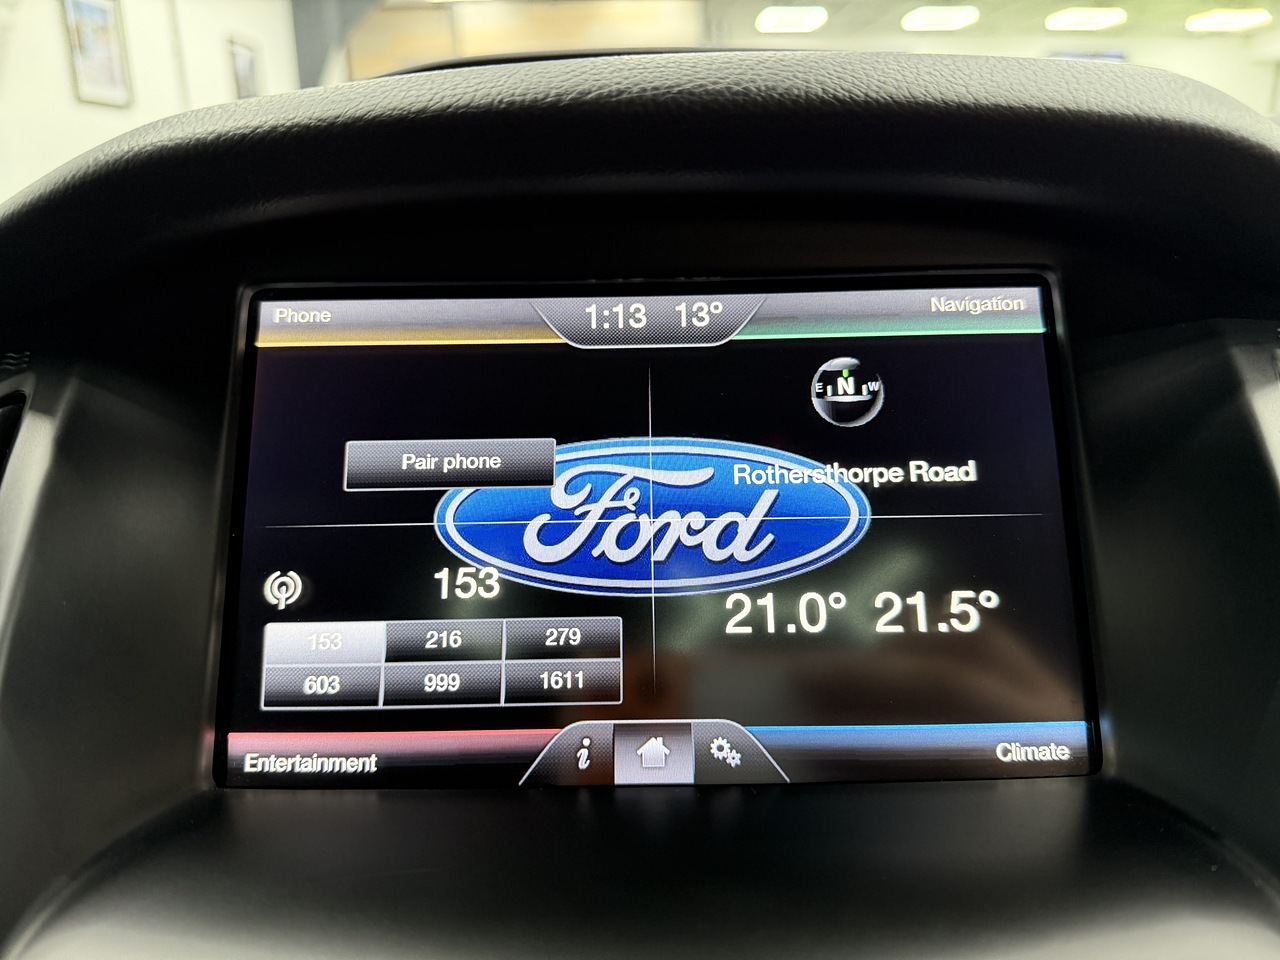 Phone
1:13 13°
Navigation
E N W
Pair phone
Rothersthorpe Road
Ford
153
21.0° 21.5°
153 216 279
603 999 1611
Entertainment
i
Climate